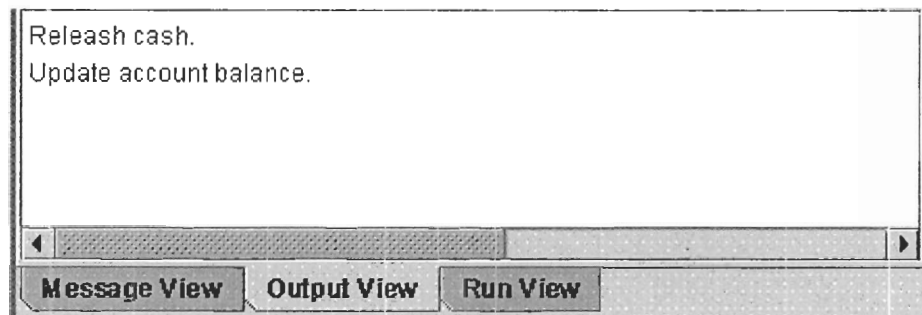 Releash cash.
Update account balance.
Message View Output View Run View